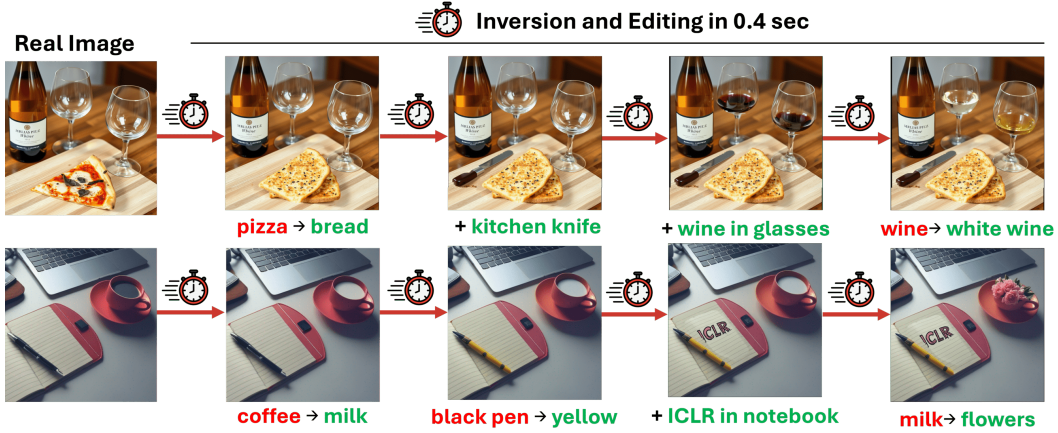 Inversion and Editing in 0.4 sec
Real Image
pizza → bread
+ kitchen knife
+ wine in glasses
wine→ white wine
ICLR
ICLR
coffee → milk
black pen → yellow
+ ICLR in notebook
milk→ flowers